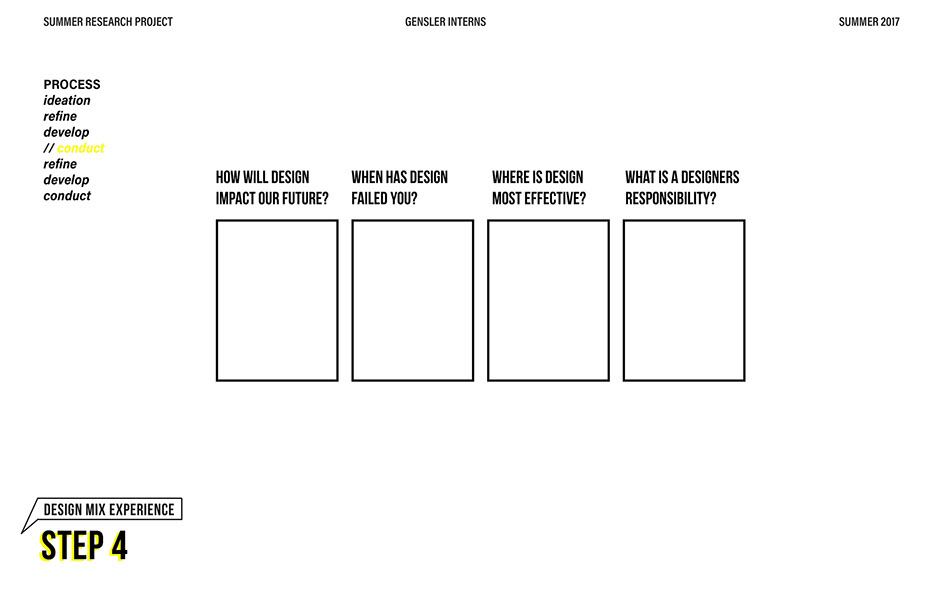 SUMMER RESEARCH PROJECT
GENSLER INTERNS
SUMMER 2017
PROCESS
ideation
refine
develop
// conduct
refine
develop
conduct
HOW WILL DESIGN
IMPACT OUR FUTURE?
WHEN HAS DESIGN
FAILED YOU?
WHERE IS DESIGN
MOST EFFECTIVE?
WHAT IS A DESIGNERS
RESPONSIBILITY?
DESIGN MIX EXPERIENCE
STEP 4